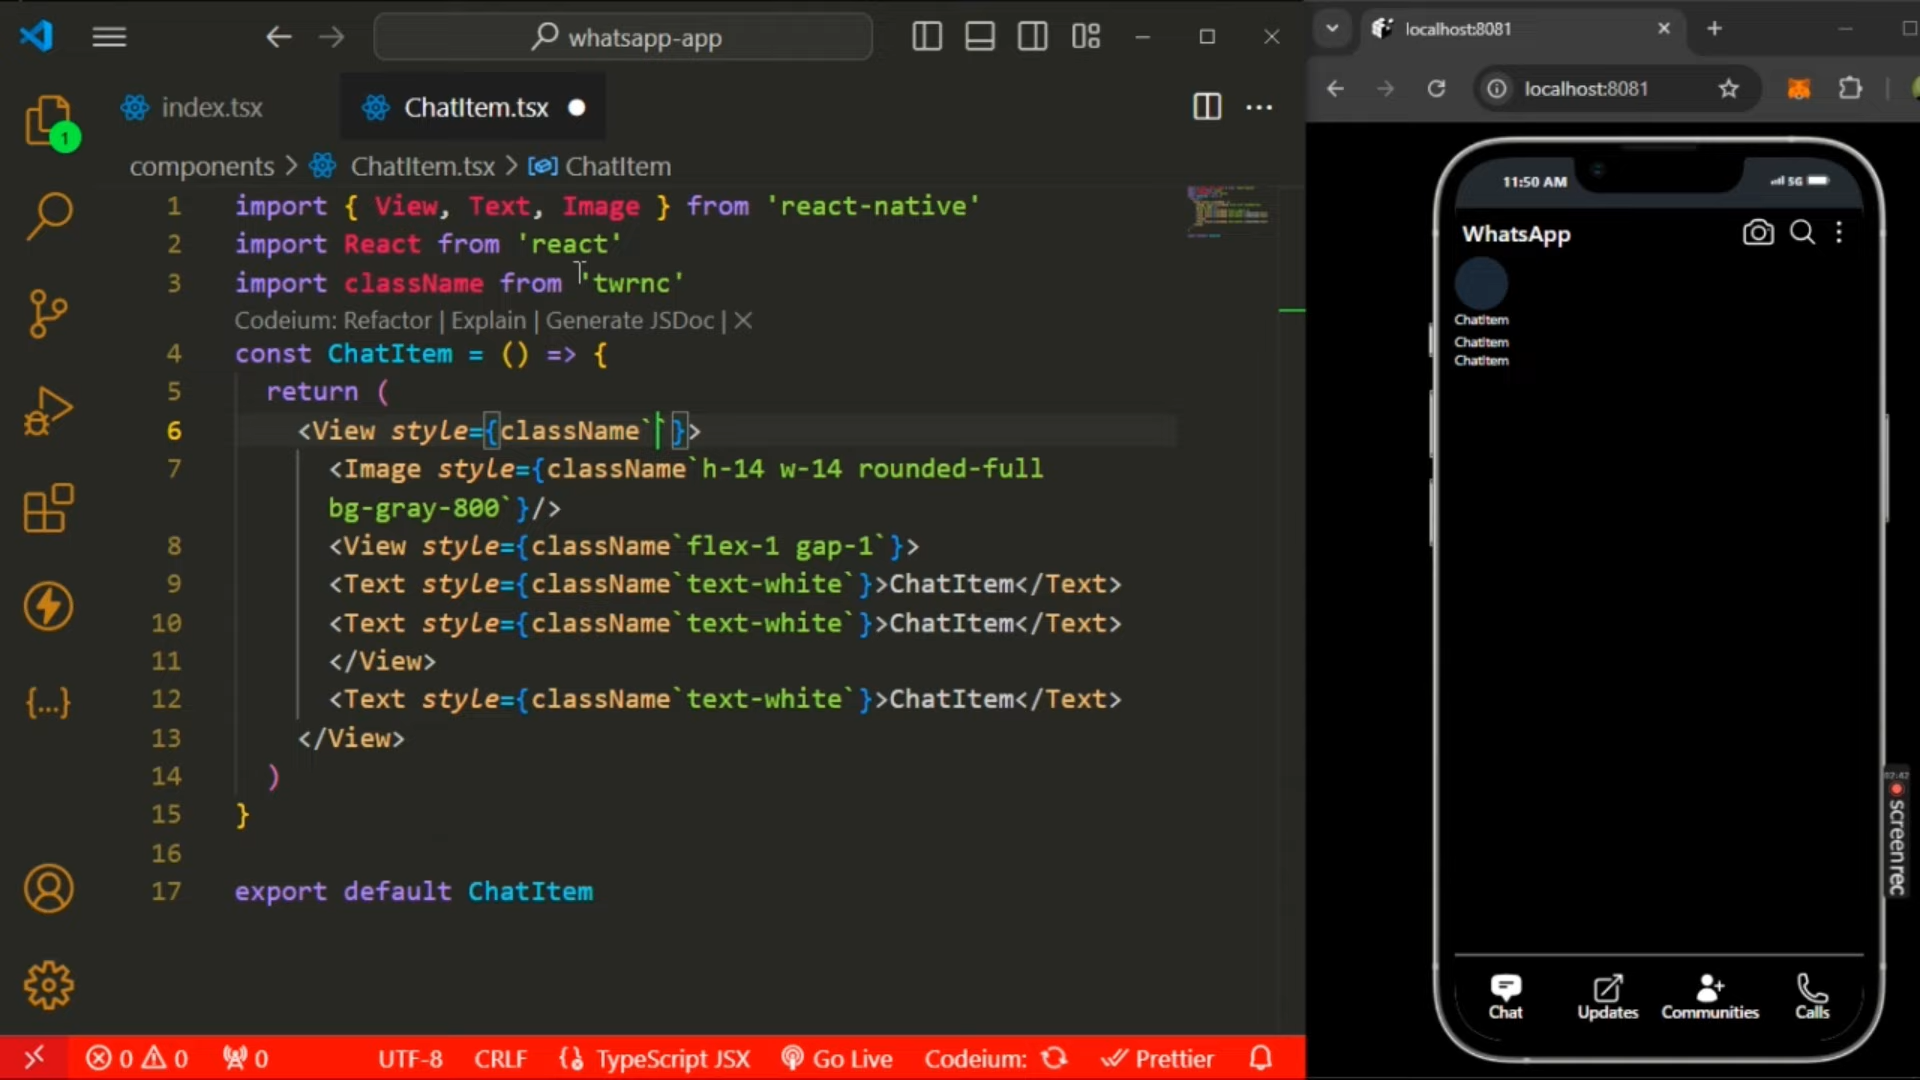 whatsapp-app
index.tsx
ChatItem.tsx
components > ChatItem.tsx > ChatItem
1 import { View, Text, Image } from 'react-native'
2 import React from 'react'
3 import className from 'twrnc'
Codeium: Refactor | Explain | Generate JSDoc | ×
4 const ChatItem = () => {
5 return (
6 <View style={className``}>
7 <Image style={className`h-14 w-14 rounded-full
bg-gray-800`}/>
8 <View style={className`flex-1 gap-1`}>
9 <Text style={className`text-white`}>ChatItem</Text>
10 <Text style={className`text-white`}>ChatItem</Text>
11 </View>
12 <Text style={className`text-white`}>ChatItem</Text>
13 </View>
14 )
15 }
16
17 export default ChatItem
1
{...}
0 0 0 UTF-8 CRLF TypeScript JSX Go Live Codeium: Prettier
localhost:8081
localhost:8081
11:50 AM 5G
WhatsApp
ChatItem
ChatItem
ChatItem
Chat Updates Communities Calls
screenrec